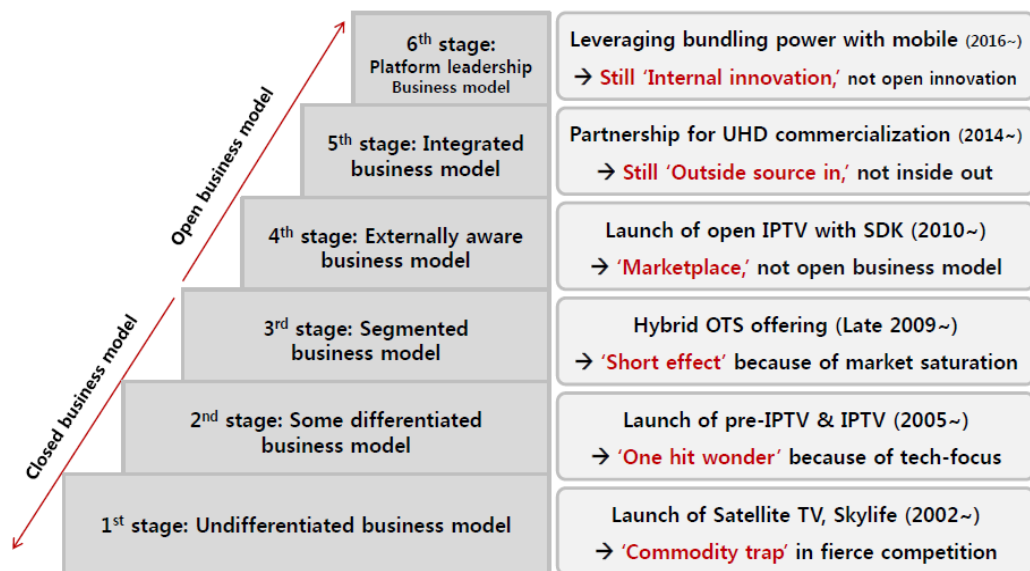 6th stage:
Platform leadership
Business model
Leveraging bundling power with mobile (2016~)
→ Still ‘Internal innovation,’ not open innovation
5th stage: Integrated
business model
Partnership for UHD commercialization (2014~)
→ Still ‘Outside source in,’ not inside out
4th stage: Externally aware
business model
Launch of open IPTV with SDK (2010~)
→ ‘Marketplace,’ not open business model
3rd stage: Segmented
business model
Hybrid OTS offering (Late 2009~)
→ ‘Short effect’ because of market saturation
2nd stage: Some differentiated
business model
Launch of pre-IPTV & IPTV (2005~)
→ ‘One hit wonder’ because of tech-focus
1st stage: Undifferentiated business model
Launch of Satellite TV, Skylife (2002~)
→ ‘Commodity trap’ in fierce competition
Open business model
Closed business model